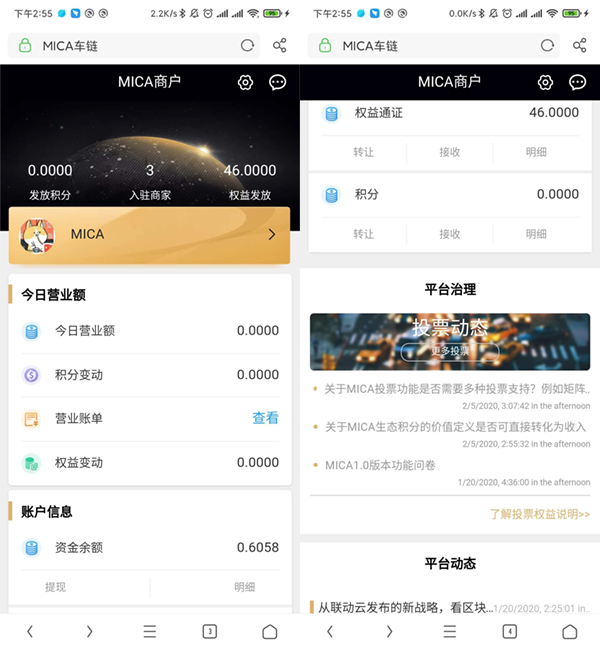 下午2:55
2.2K/s
95
MICA车链
MICA商户
0.0000
3
46.0000
发放积分
入驻商家
权益发放
MICA
今日营业额
今日营业额
0.0000
积分变动
0.0000
营业账单
查看
权益变动
0.0000
账户信息
资金余额
0.6058
提现
明细
3
下午2:55
0.0K/s
95
MICA车链
MICA商户
权益通证
46.0000
转让
接收
明细
积分
0.0000
转让
接收
明细
平台治理
投票动态
更多投票
关于MICA投票功能是否需要多种投票支持？例如矩阵..
2/5/2020, 3:07:42 in the afternoon
关于MICA生态积分的价值定义是否可直接转化为收入
2/5/2020, 2:55:32 in the afternoon
MICA1.0版本功能问卷
1/20/2020, 4:36:00 in the afternoon
了解投票权益说明>>
平台动态
从联动云发布的新战略，看区块...
1/20/2020, 2:25:01 in..
4